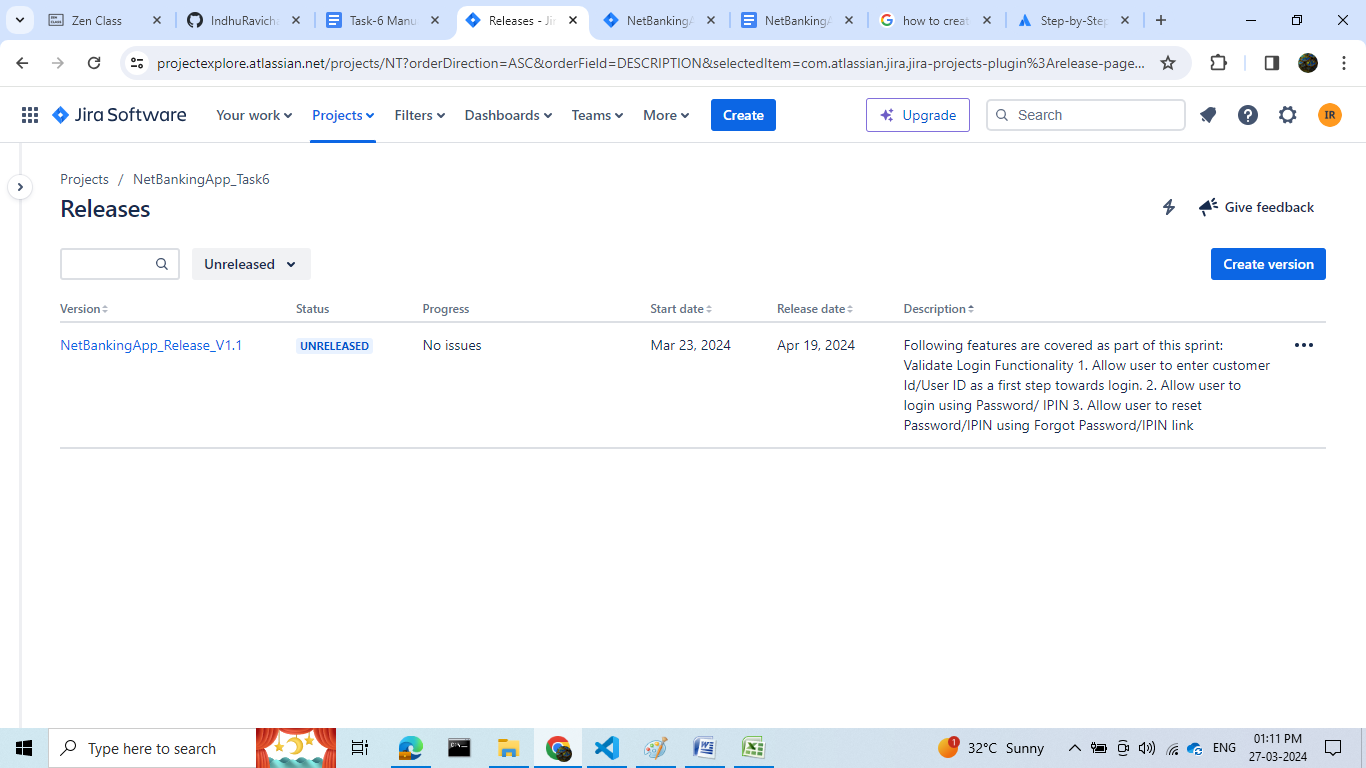 Zen Class
IndhuRavich
Task-6 Manu
Releases - Ji
NetBankingA
NetBankingA
how to creat
Step-by-Step
projectexplore.atlassian.net/projects/NT?orderDirection=ASC&orderField=DESCRIPTION&selectedItem=com.atlassian.jira.jira-projects-plugin%3Arelease-page...
Jira Software
Your work
Projects
Filters
Dashboards
Teams
More
Create
Upgrade
Search
IR
Projects / NetBankingApp_Task6
Releases
Give feedback
Unreleased
Create version
Version Status Progress Start date Release date Description
NetBankingApp_Release_V1.1
UNRELEASED
No issues
Mar 23, 2024
Apr 19, 2024
Following features are covered as part of this sprint:
Validate Login Functionality 1. Allow user to enter customer
Id/User ID as a first step towards login. 2. Allow user to
login using Password/ IPIN 3. Allow user to reset
Password/IPIN using Forgot Password/IPIN link
Type here to search
1
32°C Sunny
ENG
01:11 PM
27-03-2024